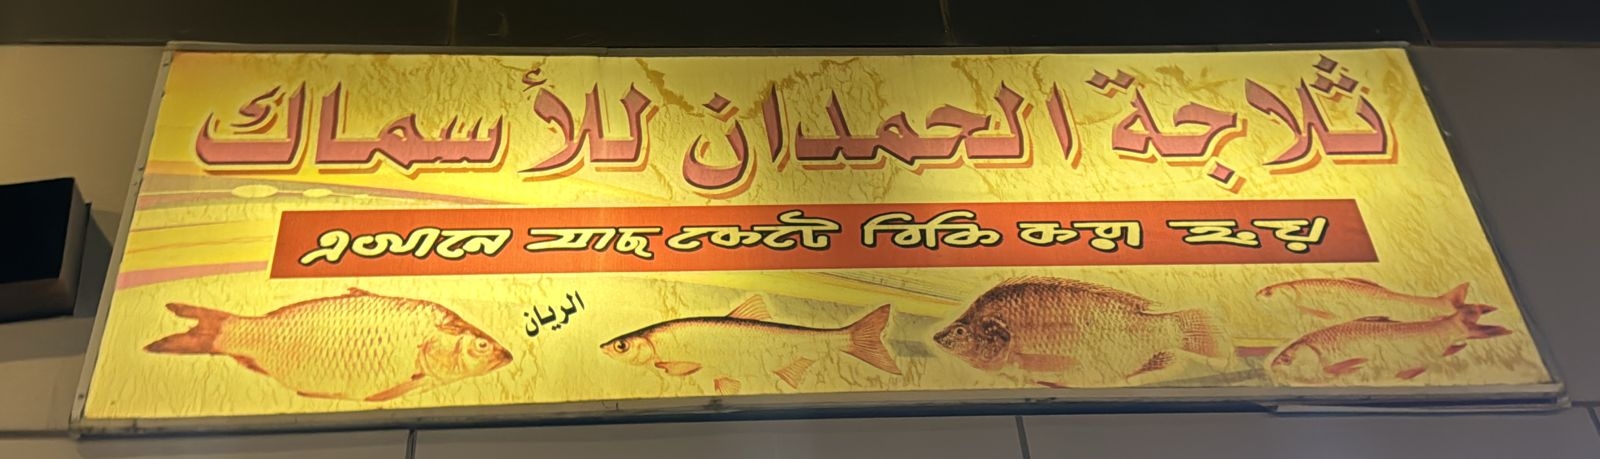 ثلاجة الحمدان للأسماك
এখানে মাছ কেটে বিক্রি করা হয়
الريان